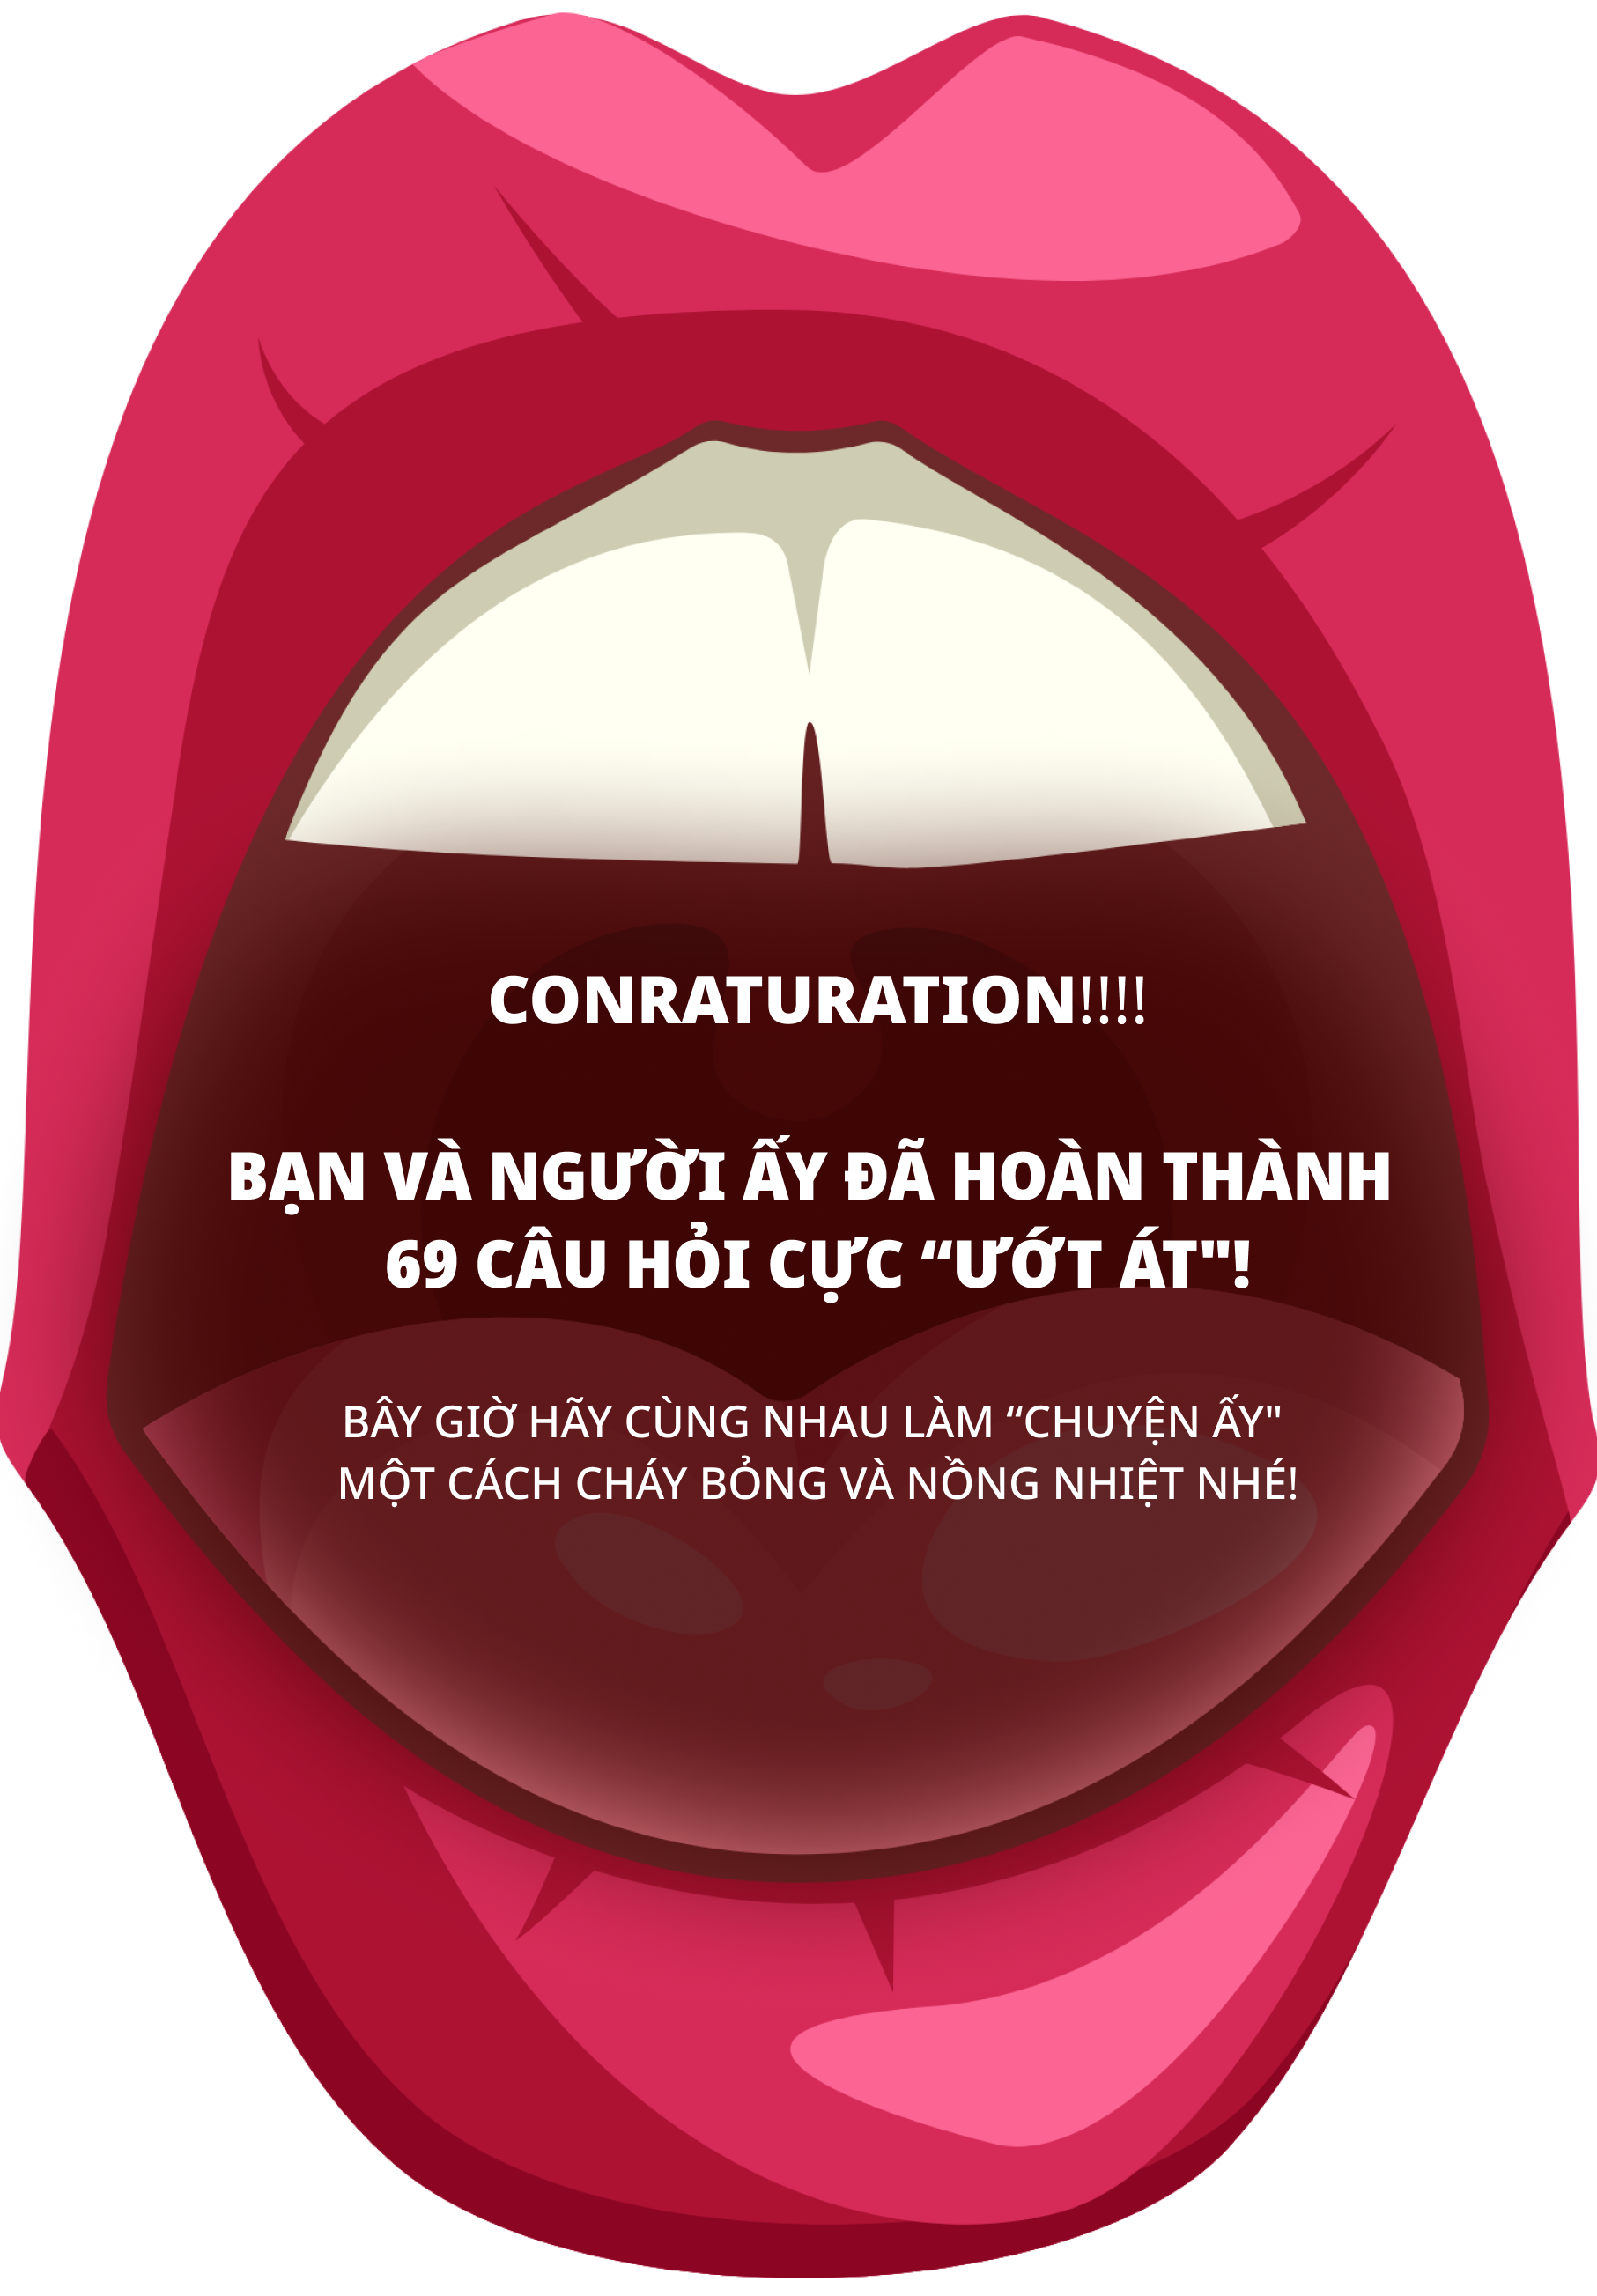 CONRATURATION!!!!
BẠN VÀ NGƯỜI ẤY ĐÃ HOÀN THÀNH
69 CÂU HỎI CỰC “ƯỚT ÁT"!
BÂY GIỜ HÃY CÙNG NHAU LÀM “CHUYỆN ẤY"
MỘT CÁCH CHÁY BỎNG VÀ NỒNG NHIỆT NHÉ!